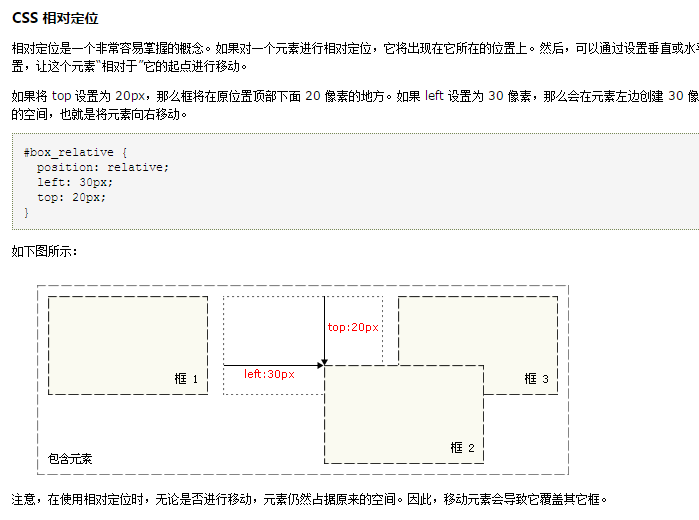 CSS 相对定位
相对定位是一个非常容易掌握的概念。如果对一个元素进行相对定位，它将出现在它所在的位置上。然后，可以通过设置垂直或水
置，让这个元素"相对于"它的起点进行移动。
如果将 top 设置为 20px，那么框将在原位置顶部下面 20 像素的地方。如果 left 设置为 30 像素，那么会在元素左边创建 30 像
的空间，也就是将元素向右移动。
#box_relative {
  position: relative;
  left: 30px;
  top: 20px;
}
如下图所示：
top:20px
left:30px
框 1
框 3
框 2
包含元素
注意，在使用相对定位时，无论是否进行移动，元素仍然占据原来的空间。因此，移动元素会导致它覆盖其它框。